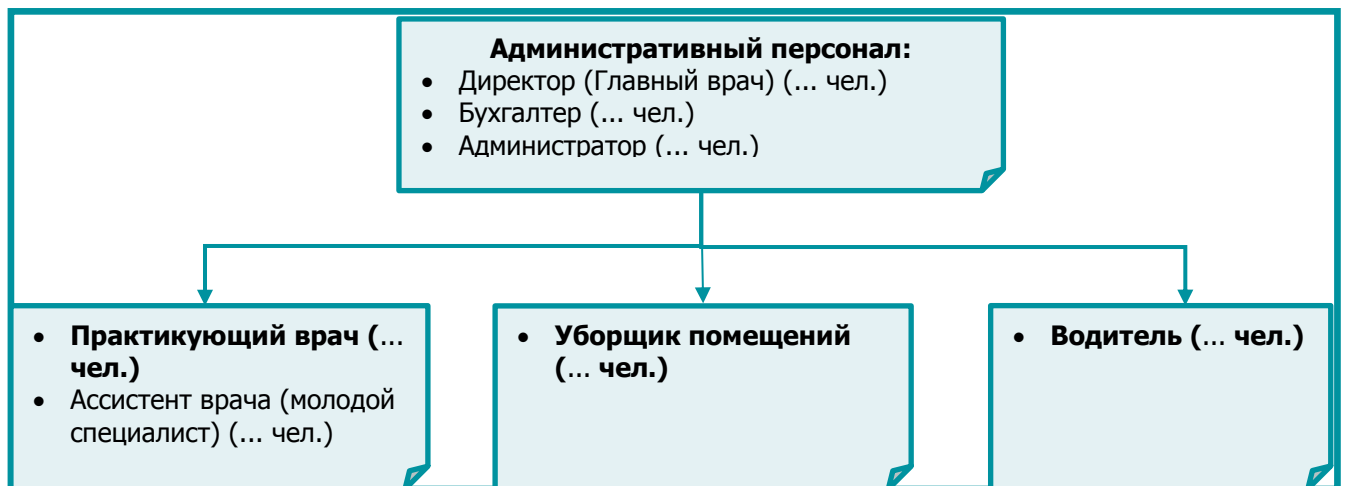 Административный персонал:
• Директор (Главный врач) (... чел.)
• Бухгалтер (... чел.)
• Администратор (... чел.)
• Практикующий врач (...
чел.)
• Ассистент врача (молодой
специалист) (... чел.)
• Уборщик помещений
(... чел.)
• Водитель (... чел.)